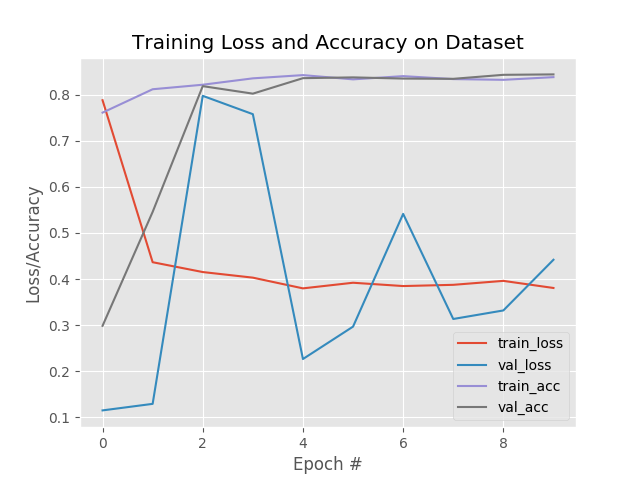 Training Loss and Accuracy on Dataset
Loss/Accuracy
0.8
0.7
0.6
0.5
0.4
0.3
0.2
0.1
train_loss
val_loss
train_acc
val_acc
0 2 4 6 8
Epoch #